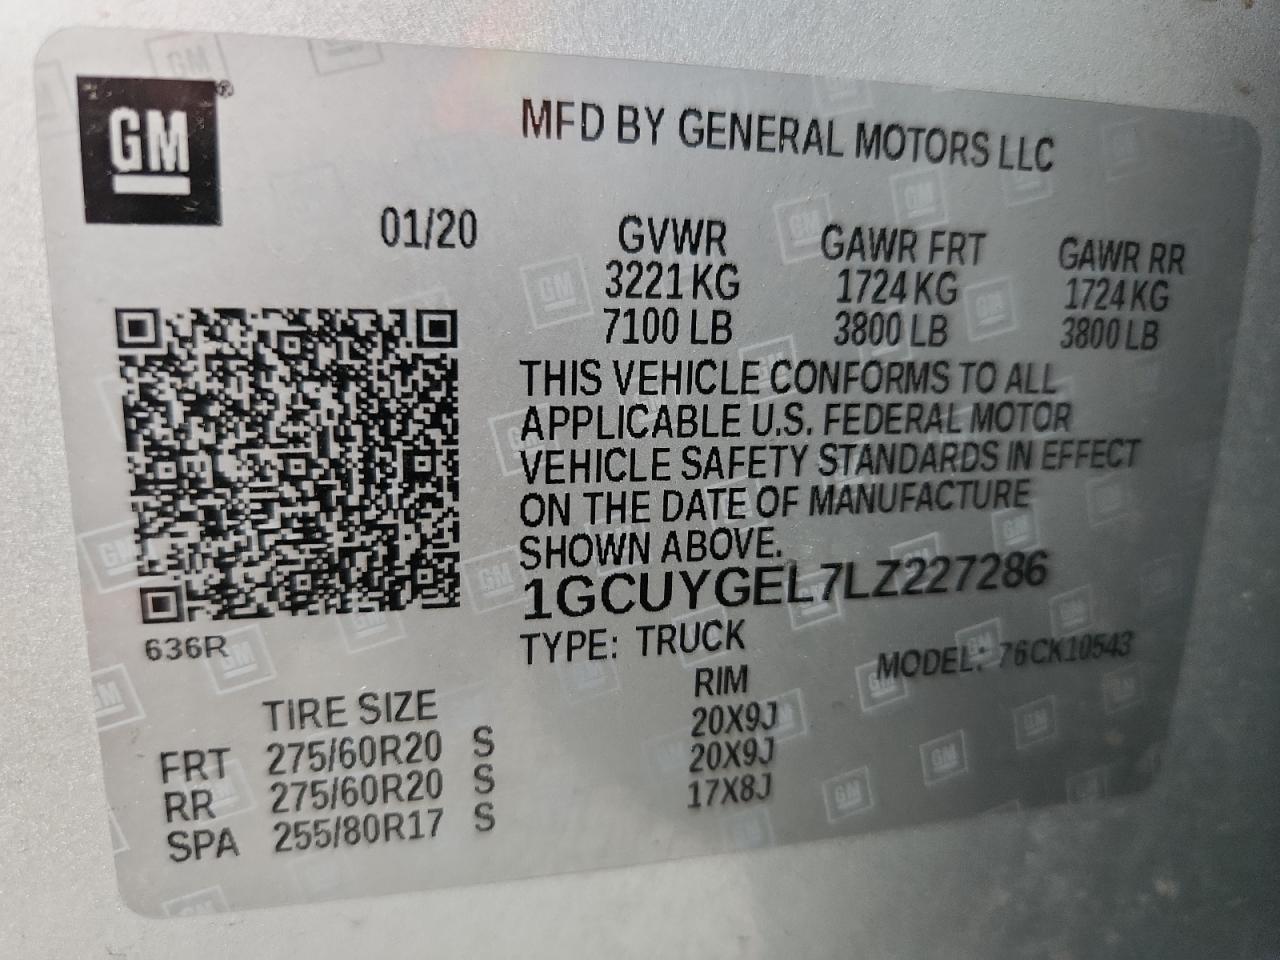 GM®
MFD BY GENERAL MOTORS LLC
01/20
GVWR GAWR FRT GAWR RR
3221 KG 1724 KG 1724 KG
7100 LB 3800 LB 3800 LB
THIS VEHICLE CONFORMS TO ALL
APPLICABLE U.S. FEDERAL MOTOR
VEHICLE SAFETY STANDARDS IN EFFECT
ON THE DATE OF MANUFACTURE
SHOWN ABOVE.
1GCUYGEL7LZ227286
636R
TYPE: TRUCK MODEL: 76CK10543
TIRE SIZE RIM
FRT 275/60R20 S 20X9J
RR 275/60R20 S 20X9J
SPA 255/80R17 S 17X8J